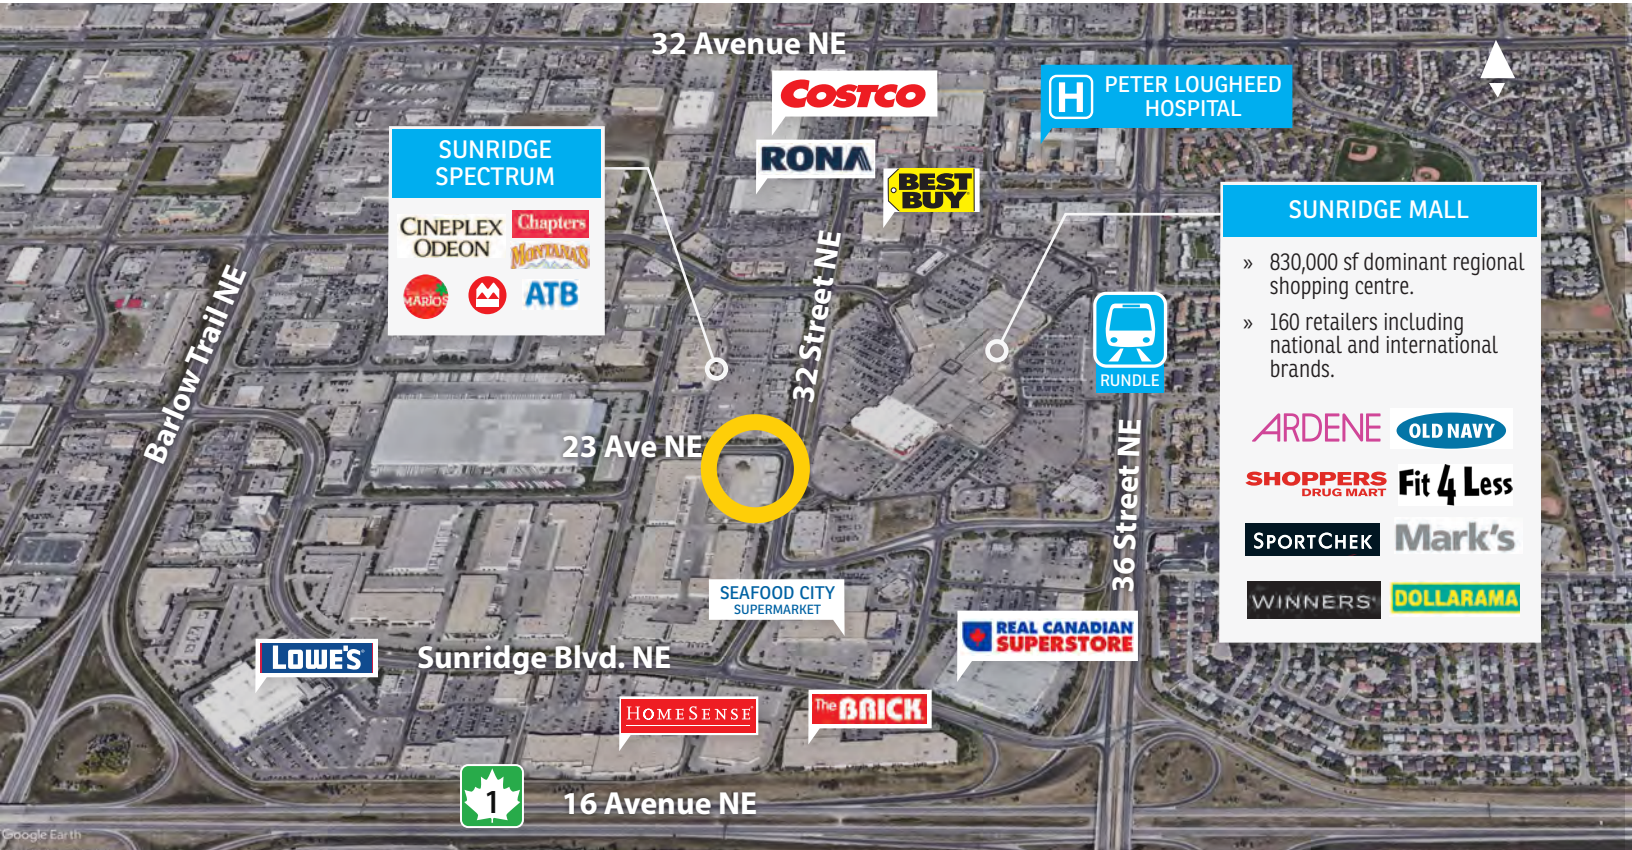 32 Avenue NE
COSTCO
H
PETER LOUGHEED
HOSPITAL
RONA
BEST
BUY
SUNRIDGE
SPECTRUM
CINEPLEX
ODEON
Chapters
MONTANA'S
MARIO'S
ATB
SUNRIDGE MALL
» 830,000 sf dominant regional
shopping centre.
» 160 retailers including
national and international
brands.
ARDENE
OLD NAVY
SHOPPERS
DRUG MART
Fit 4 Less
SPORTCHEK
Mark's
WINNERS
DOLLARAMA
Barlow Trail NE
32 Street NE
RUNDLE
23 Ave NE
36 Street NE
SEAFOOD CITY
SUPERMARKET
REAL CANADIAN
SUPERSTORE
LOWE'S
Sunridge Blvd. NE
HOMESENSE
The BRICK
1
16 Avenue NE
Google Earth